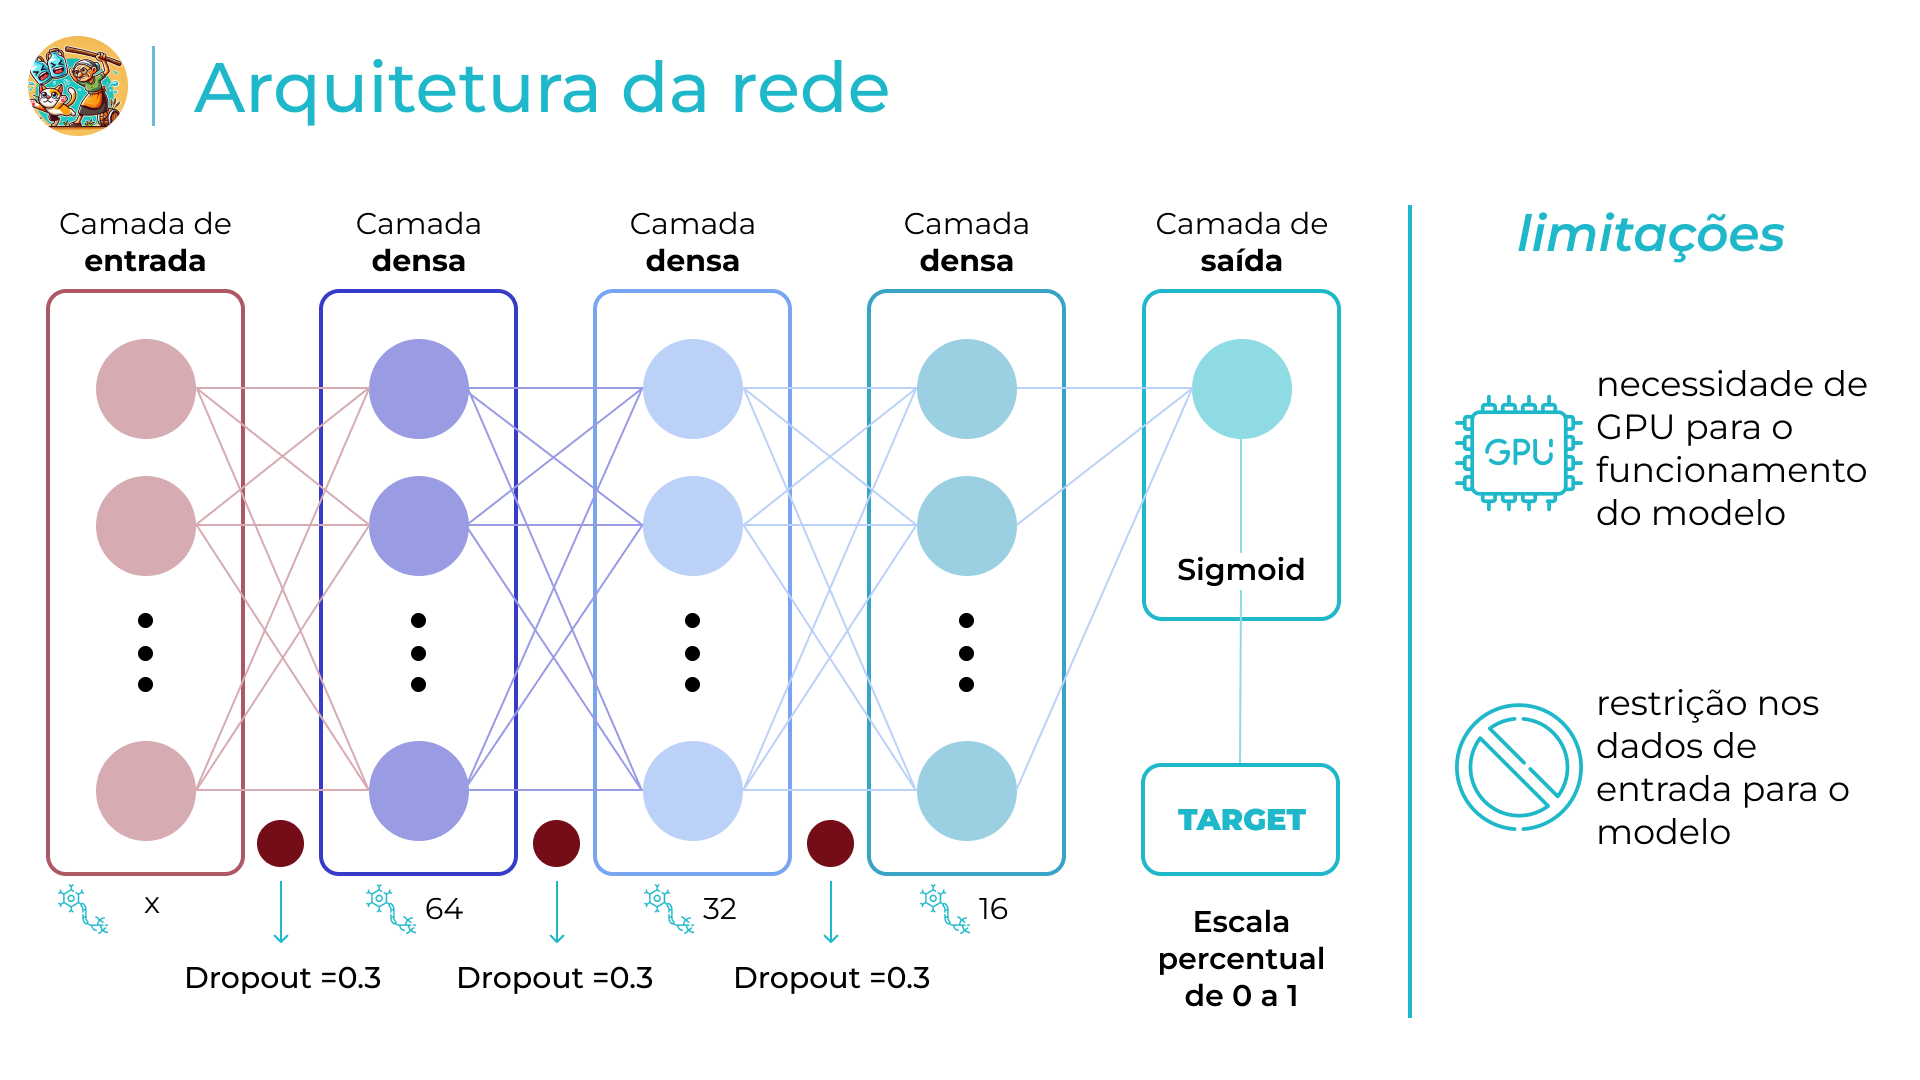 Arquitetura da rede
Camada de
entrada
Camada
densa
Camada
densa
Camada
densa
Camada de
saída
Sigmoid
TARGET
Escala
percentual
de 0 a 1
x
64
32
16
Dropout =0.3
Dropout =0.3
Dropout =0.3
limitações
GPU
necessidade de
GPU para o
funcionamento
do modelo
restrição nos
dados de
entrada para o
modelo